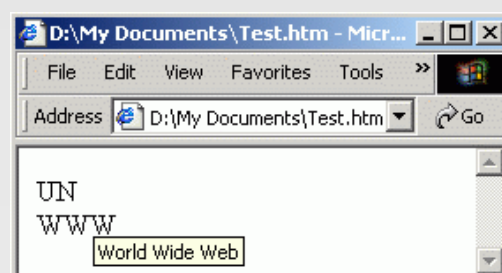 D:\My Documents\Test.htm - Micr...
File Edit View Favorites Tools »
Address D:\My Documents\Test.htm Go
UN
WWW
World Wide Web